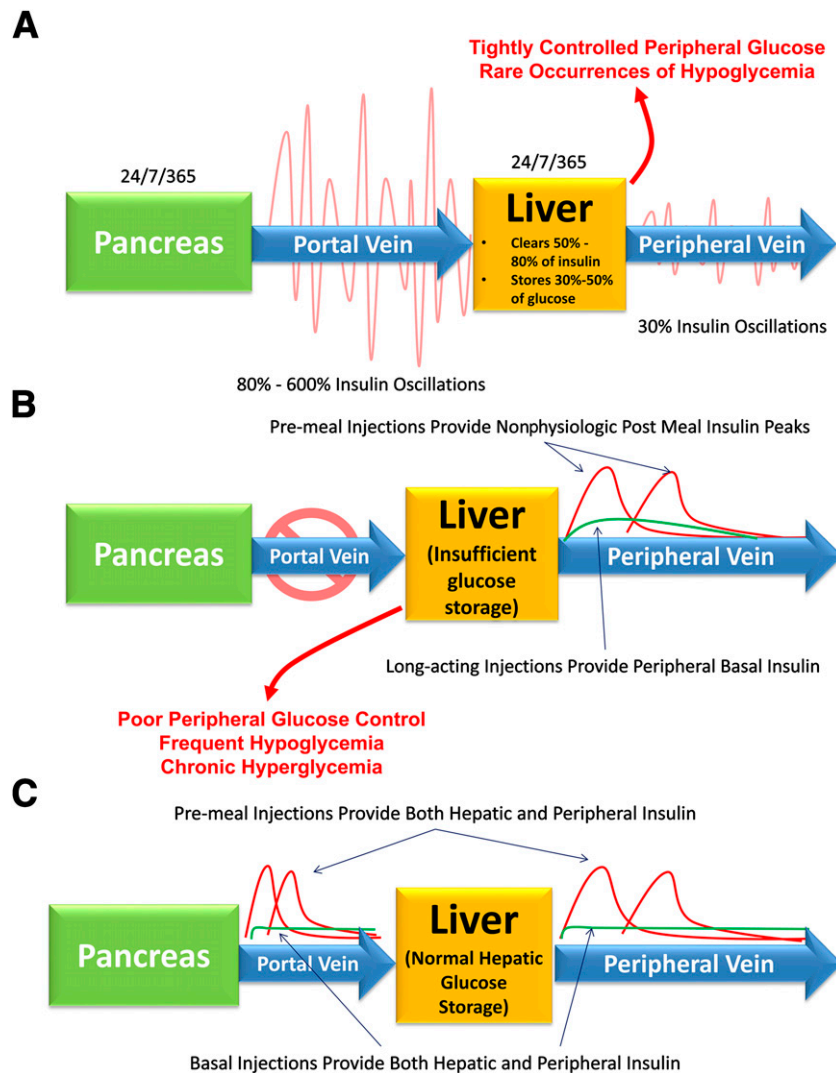 A
Tightly Controlled Peripheral Glucose
Rare Occurrences of Hypoglycemia
24/7/365
24/7/365
Pancreas
Portal Vein
Liver
• Clears 50% -
80% of insulin
• Stores 30%-50%
of glucose
Peripheral Vein
30% Insulin Oscillations
80% - 600% Insulin Oscillations
B
Pre-meal Injections Provide Nonphysiologic Post Meal Insulin Peaks
Pancreas
Portal Vein
Liver
(Insufficient
glucose
storage)
Peripheral Vein
Long-acting Injections Provide Peripheral Basal Insulin
Poor Peripheral Glucose Control
Frequent Hypoglycemia
Chronic Hyperglycemia
C
Pre-meal Injections Provide Both Hepatic and Peripheral Insulin
Pancreas
Portal Vein
Liver
(Normal Hepatic
Glucose
Storage)
Peripheral Vein
Basal Injections Provide Both Hepatic and Peripheral Insulin